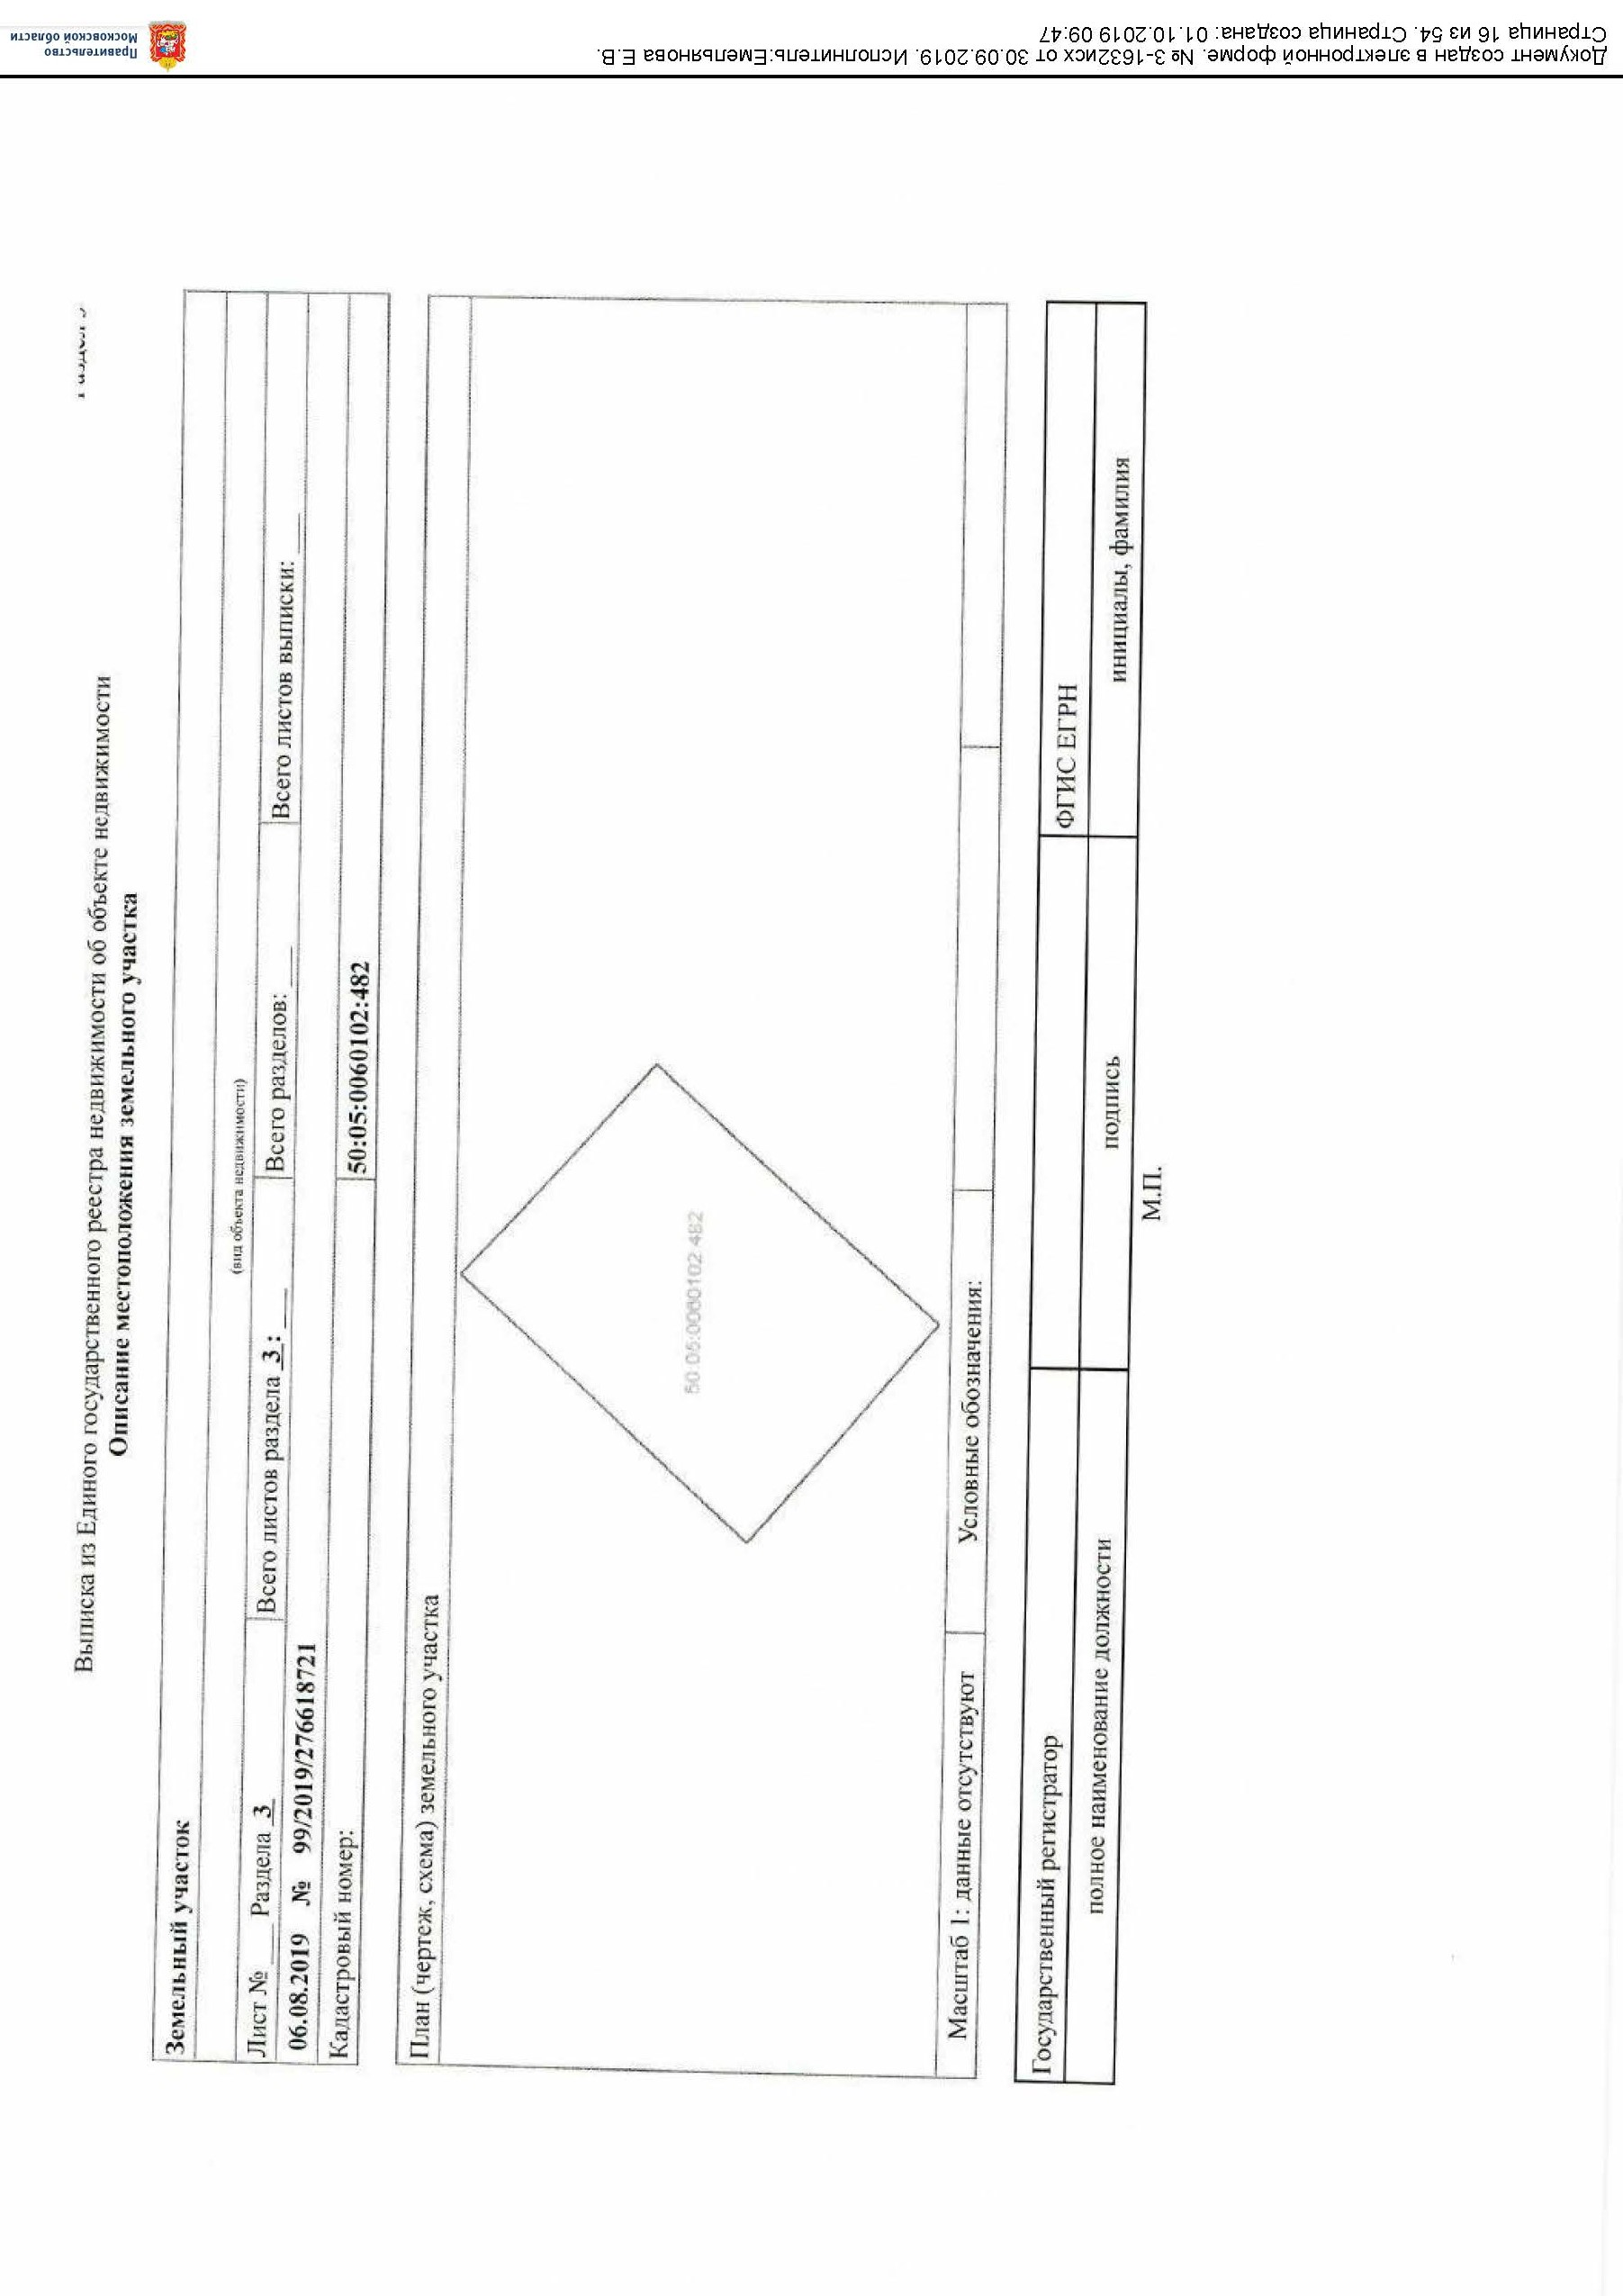 Документ создан в электронной форме. № 3-1632исх от 30.09.2019. Исполнитель:Емельянова Е.В.
Страница 16 из 54. Страница создана: 01.10.2019 09:47
Правительство
Московской области
Выписка из Единого государственного реестра недвижимости об объекте недвижимости
Описание местоположения земельного участка
Земельный участок
(вид объекта недвижимости)
Лист № ___ Раздела 3 Всего листов раздела 3 : ___ Всего разделов: ___ Всего листов выписки: ___
06.08.2019 № 99/2019/276618721
Кадастровый номер: 50:05:0060102:482
План (чертеж, схема) земельного участка
50:05:0060102:482
Масштаб 1: данные отсутствуют Условные обозначения:
Государственный регистратор ФГИС ЕГРН
полное наименование должности подпись инициалы, фамилия
М.П.